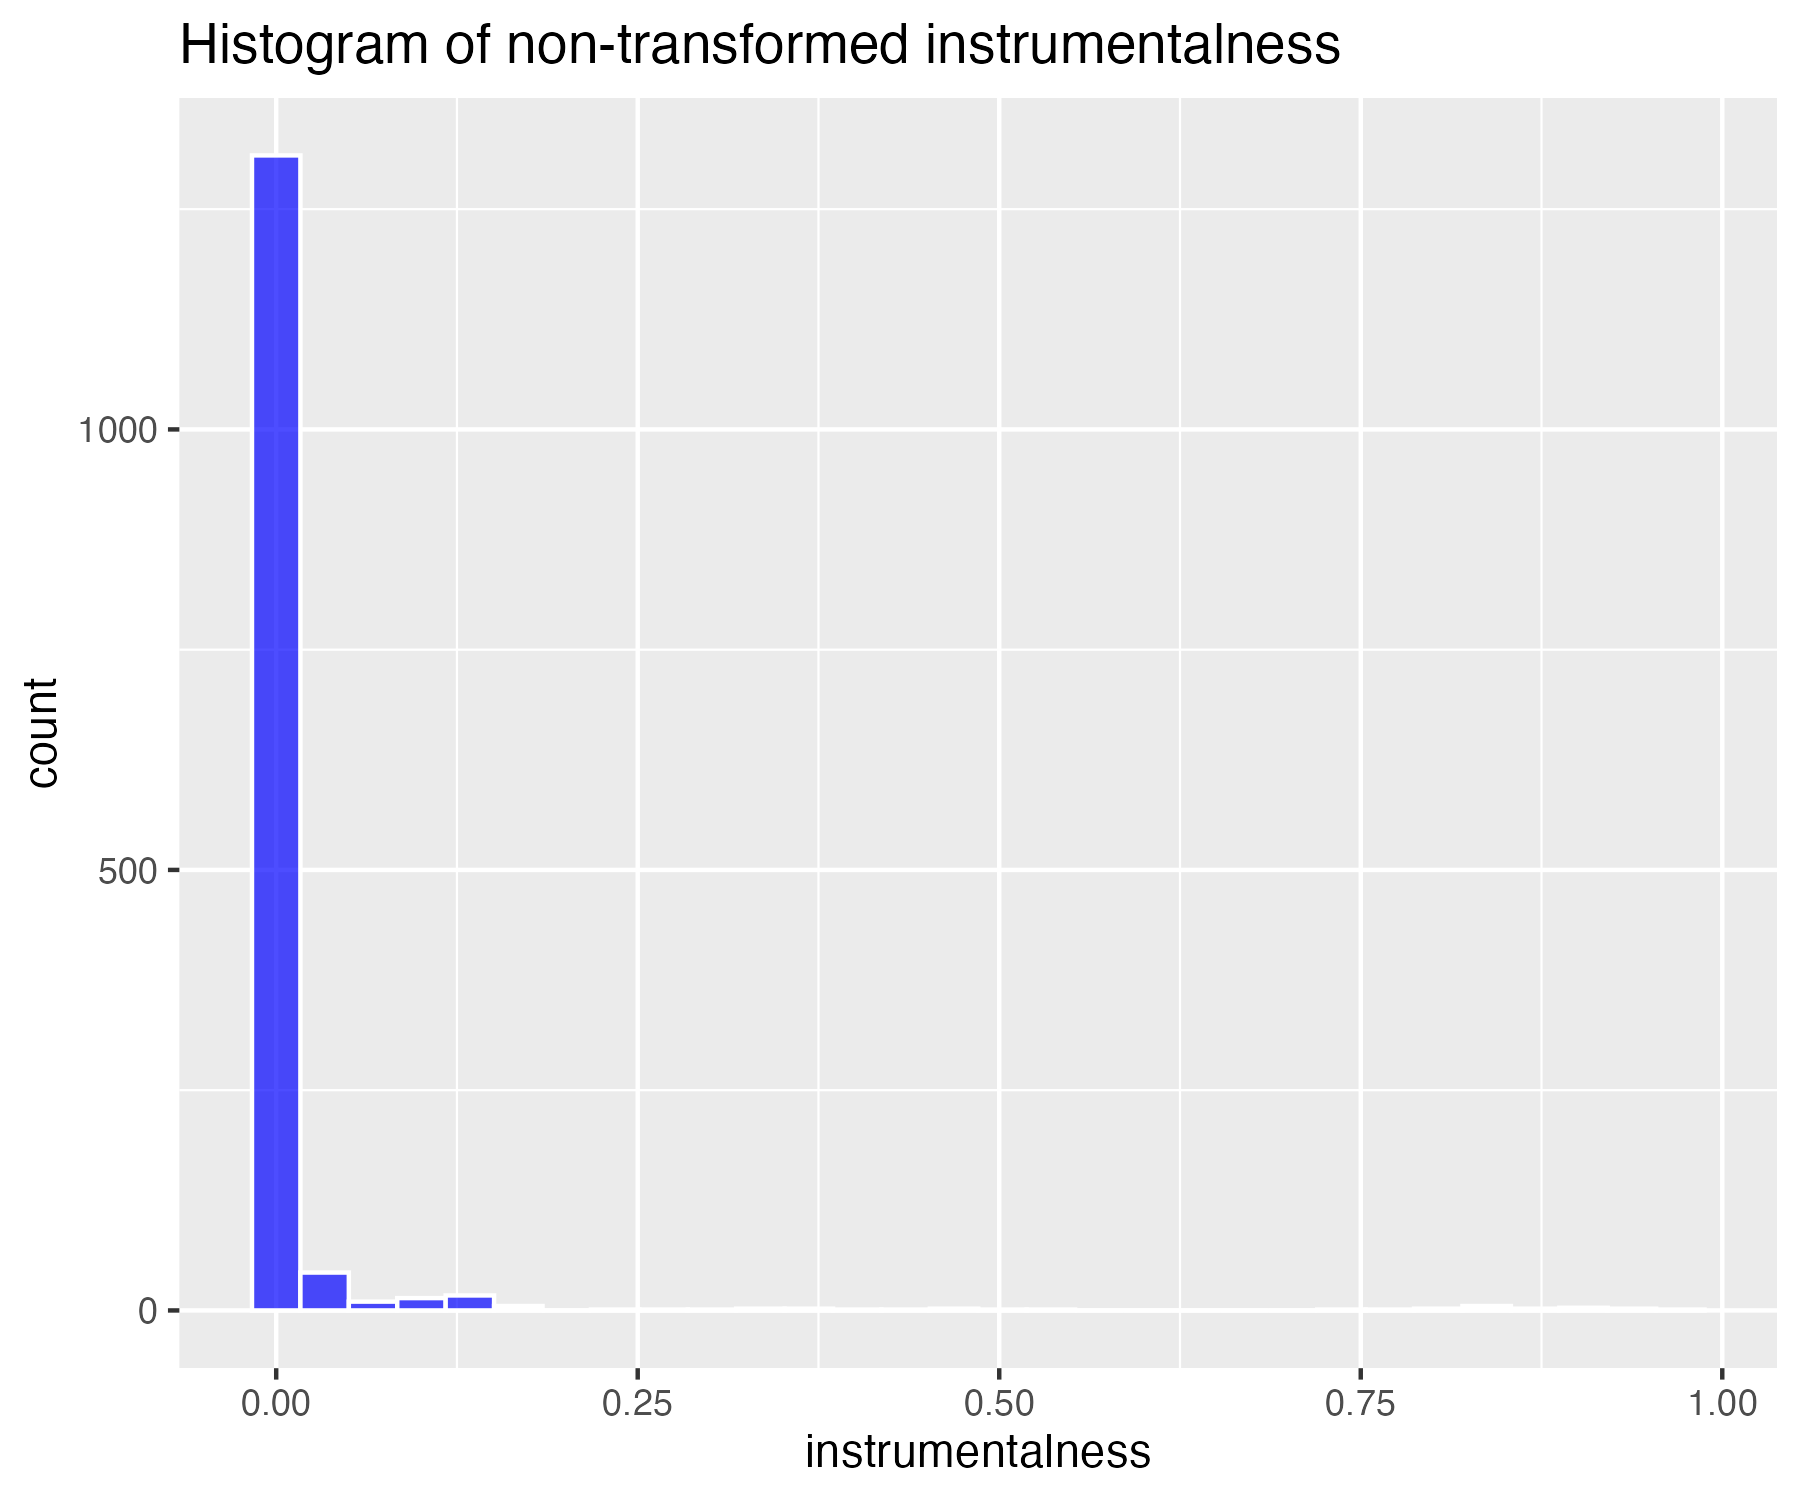 Histogram of non-transformed instrumentalness
count
1000
500
0
0.00 0.25 0.50 0.75 1.00
instrumentalness